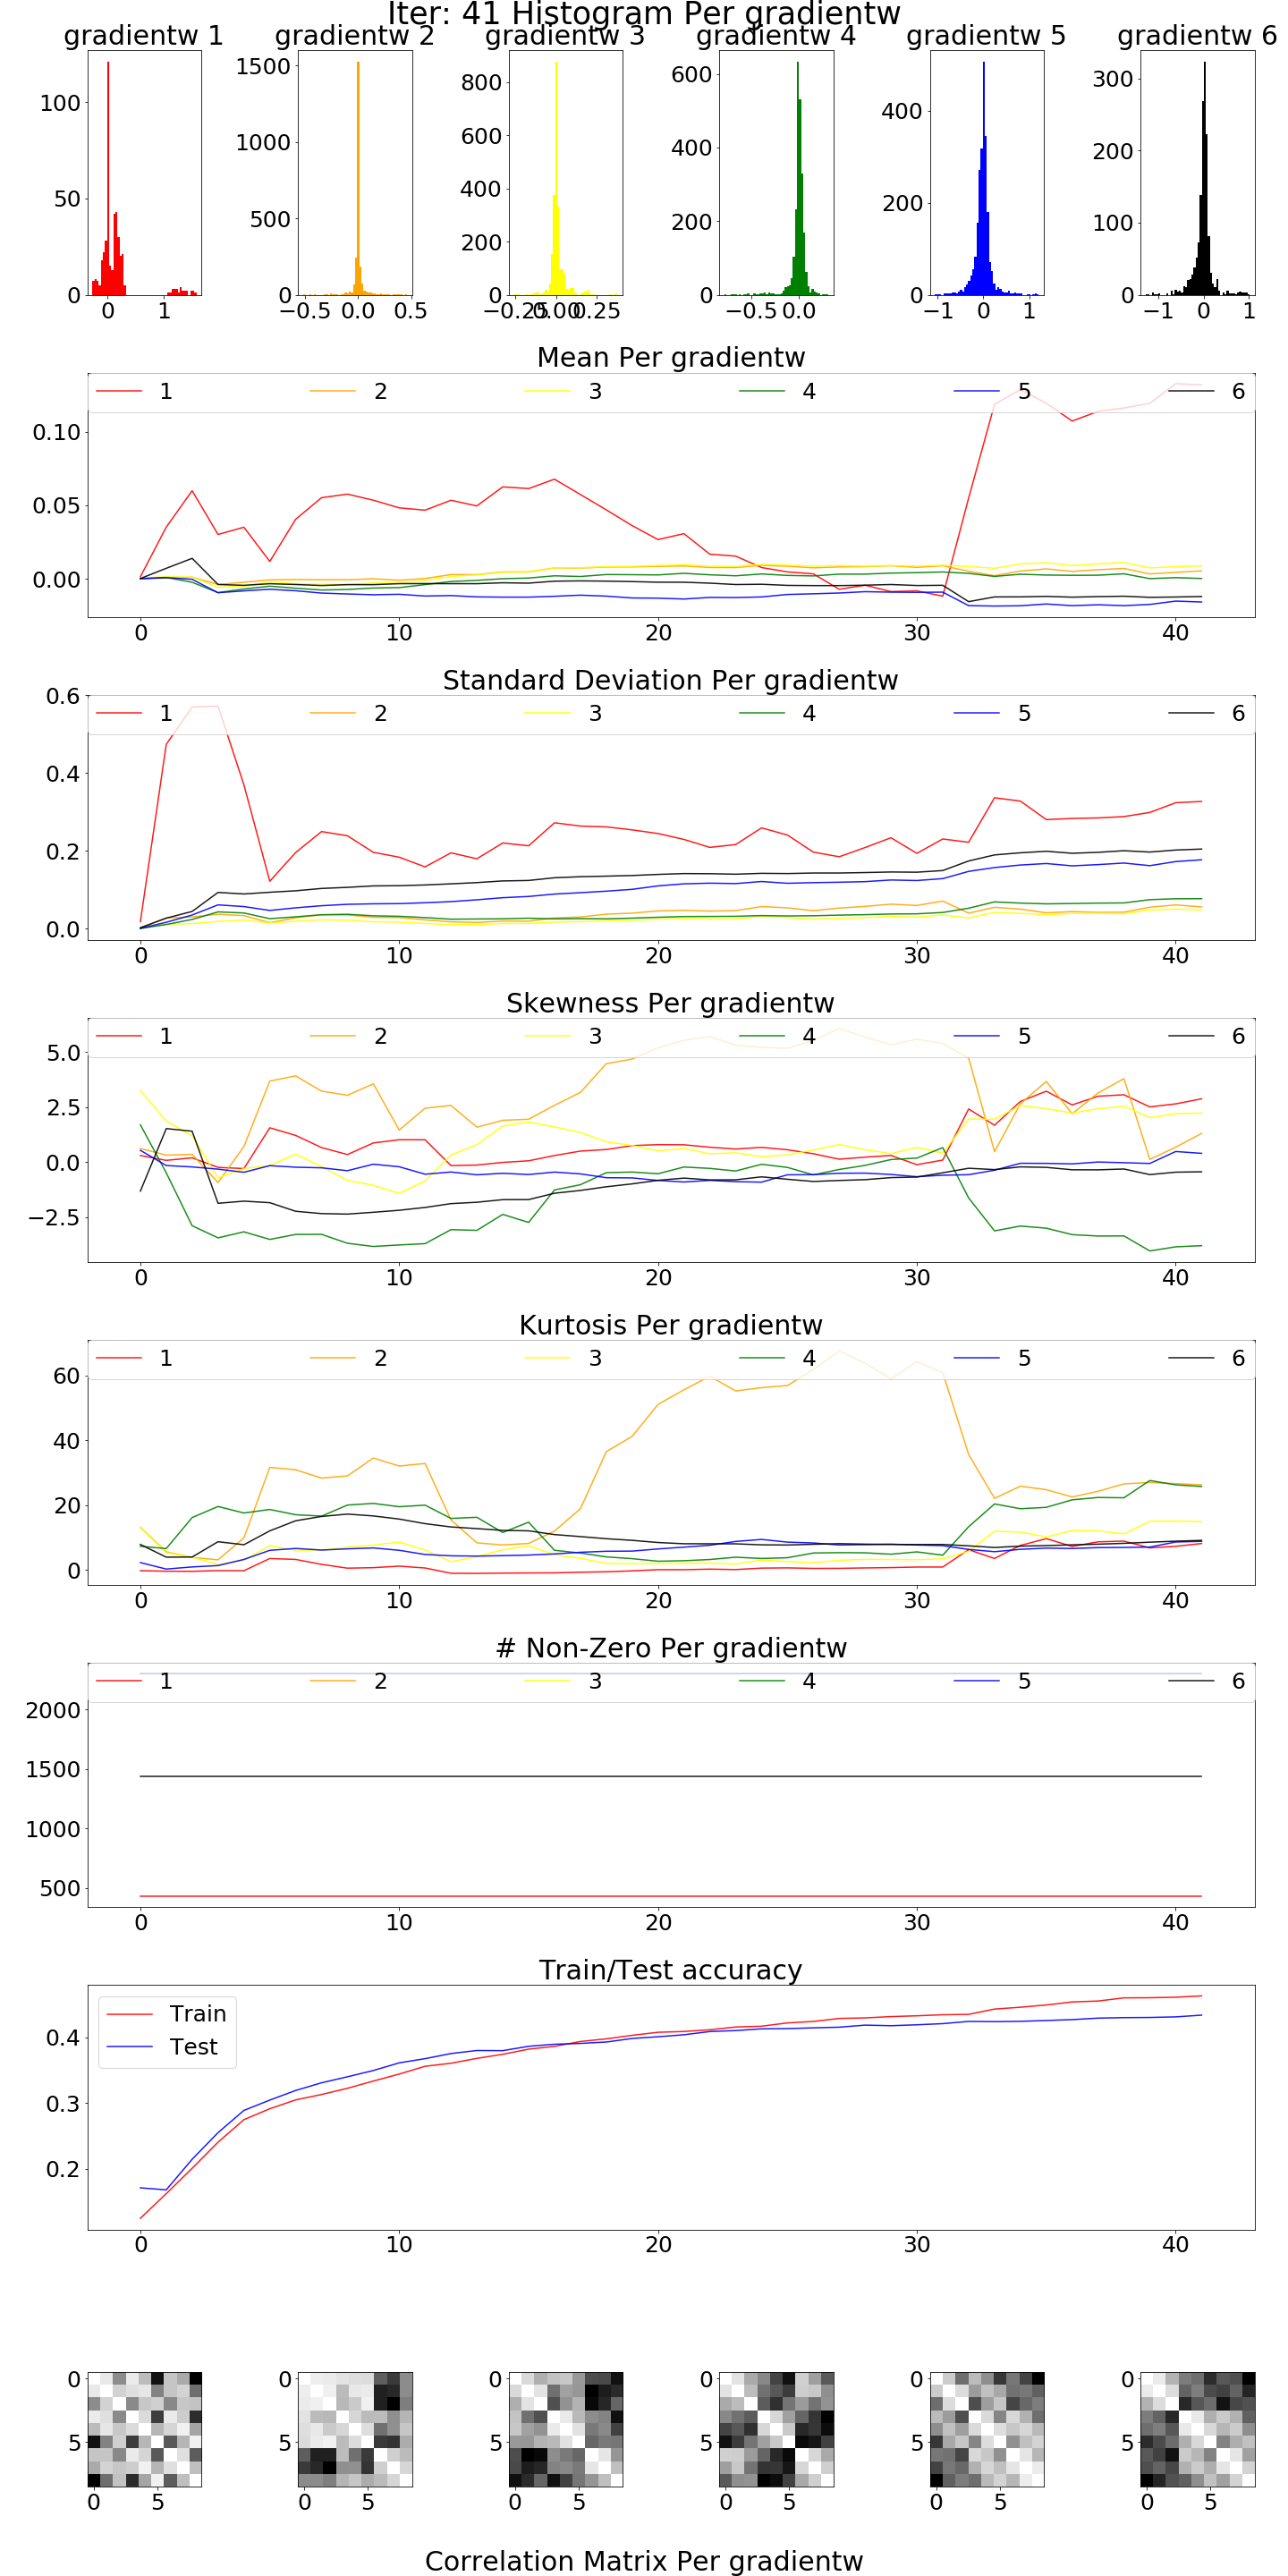 Iter: 41 Histogram Per gradientw
gradientw 1 gradientw 2 gradientw 3 gradientw 4 gradientw 5 gradientw 6
100
50
0
0 1
1500
1000
500
0
−0.5 0.0 0.5
800
600
400
200
0
−0.25 0.00 0.25
600
400
200
0
−0.5 0.0
400
200
0
−1 0 1
300
200
100
0
−1 0 1
Mean Per gradientw
1 2 3 4 5 6
0.10
0.05
0.00
0 10 20 30 40
Standard Deviation Per gradientw
1 2 3 4 5 6
0.6
0.4
0.2
0.0
0 10 20 30 40
Skewness Per gradientw
1 2 3 4 5 6
5.0
2.5
0.0
−2.5
0 10 20 30 40
Kurtosis Per gradientw
1 2 3 4 5 6
60
40
20
0
0 10 20 30 40
# Non-Zero Per gradientw
1 2 3 4 5 6
2000
1500
1000
500
0 10 20 30 40
Train/Test accuracy
Train
Test
0.4
0.3
0.2
0 10 20 30 40
0 0 0 0 0 0
5 5 5 5 5 5
0 5 0 5 0 5 0 5 0 5 0 5
Correlation Matrix Per gradientw